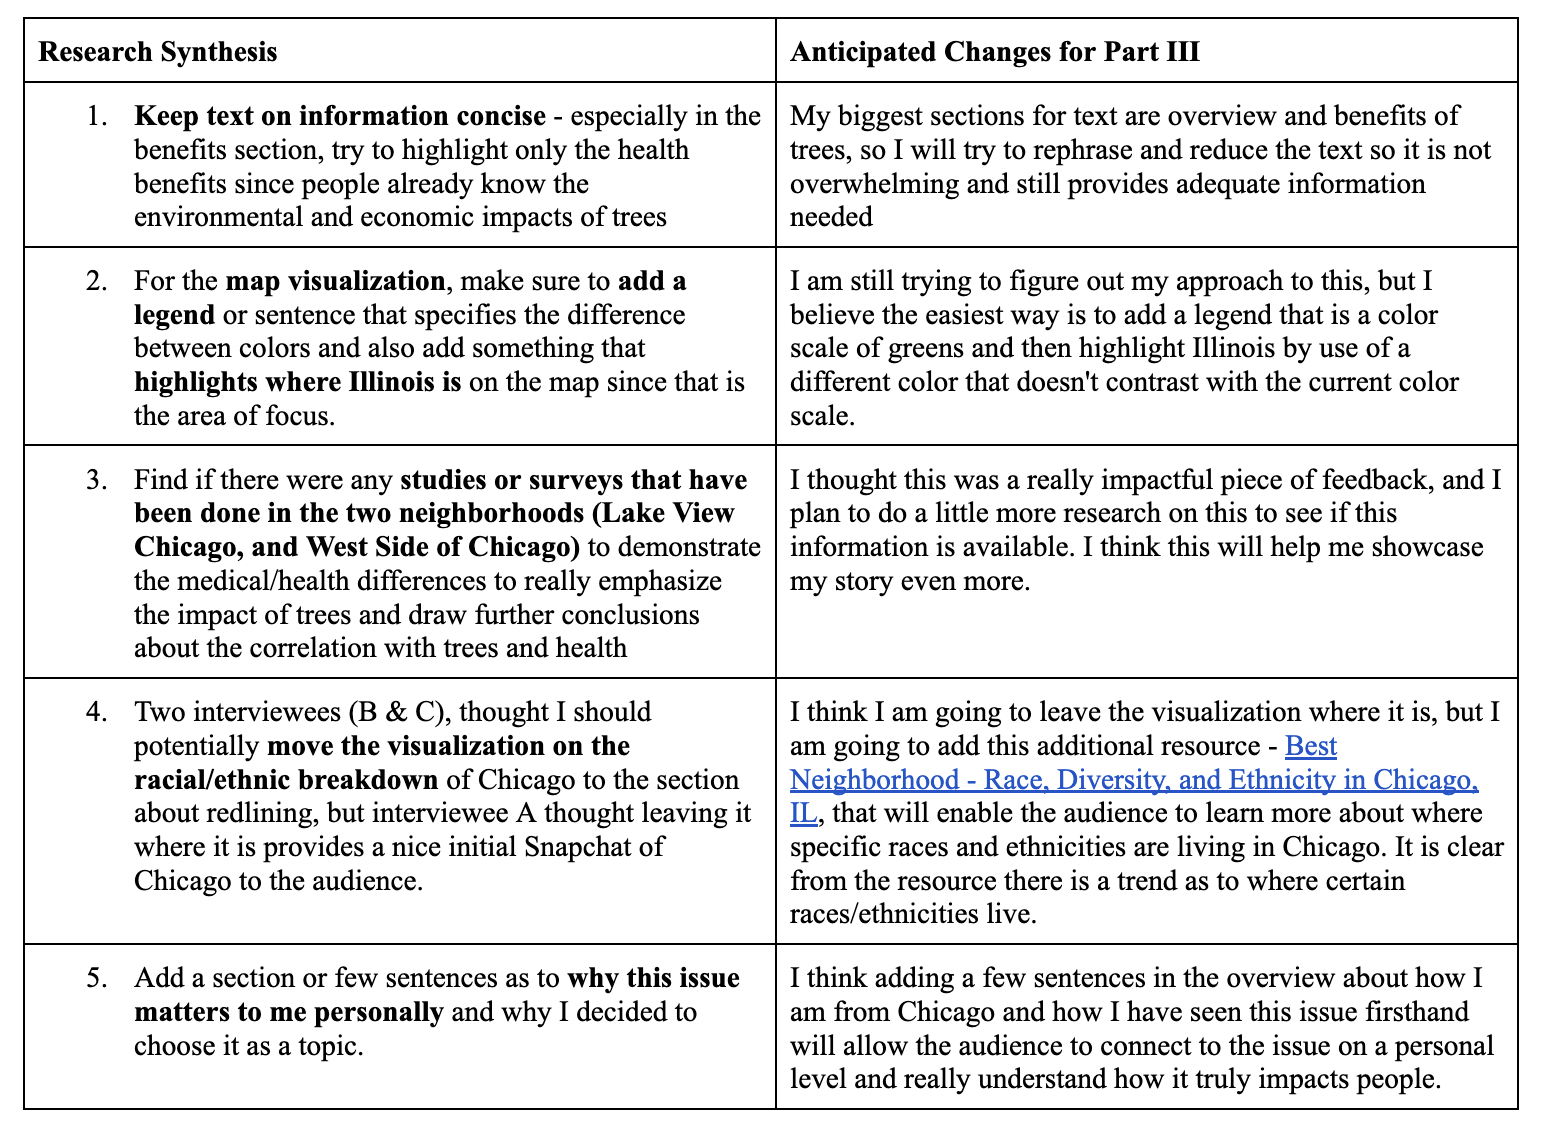 Research Synthesis
Anticipated Changes for Part III
1. Keep text on information concise - especially in the
benefits section, try to highlight only the health
benefits since people already know the
environmental and economic impacts of trees
My biggest sections for text are overview and benefits of
trees, so I will try to rephrase and reduce the text so it is not
overwhelming and still provides adequate information
needed
2. For the map visualization, make sure to add a
legend or sentence that specifies the difference
between colors and also add something that
highlights where Illinois is on the map since that is
the area of focus.
I am still trying to figure out my approach to this, but I
believe the easiest way is to add a legend that is a color
scale of greens and then highlight Illinois by use of a
different color that doesn't contrast with the current color
scale.
3. Find if there were any studies or surveys that have
been done in the two neighborhoods (Lake View
Chicago, and West Side of Chicago) to demonstrate
the medical/health differences to really emphasize
the impact of trees and draw further conclusions
about the correlation with trees and health
I thought this was a really impactful piece of feedback, and I
plan to do a little more research on this to see if this
information is available. I think this will help me showcase
my story even more.
4. Two interviewees (B & C), thought I should
potentially move the visualization on the
racial/ethnic breakdown of Chicago to the section
about redlining, but interviewee A thought leaving it
where it is provides a nice initial Snapchat of
Chicago to the audience.
I think I am going to leave the visualization where it is, but I
am going to add this additional resource - Best
Neighborhood - Race, Diversity, and Ethnicity in Chicago,
IL, that will enable the audience to learn more about where
specific races and ethnicities are living in Chicago. It is clear
from the resource there is a trend as to where certain
races/ethnicities live.
5. Add a section or few sentences as to why this issue
matters to me personally and why I decided to
choose it as a topic.
I think adding a few sentences in the overview about how I
am from Chicago and how I have seen this issue firsthand
will allow the audience to connect to the issue on a personal
level and really understand how it truly impacts people.